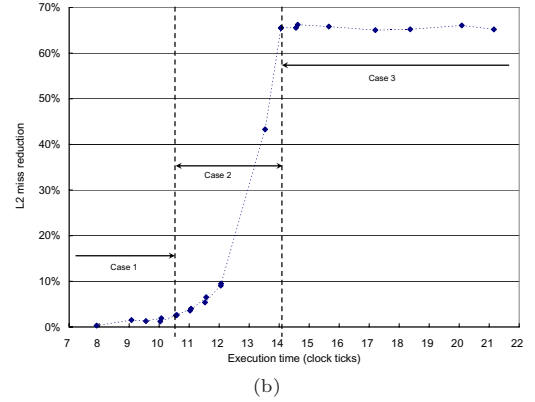 70%
60%
50%
40%
30%
20%
10%
0%
L2 miss reduction
Case 3
Case 2
Case 1
7 8 9 10 11 12 13 14 15 16 17 18 19 20 21 22
Execution time (clock ticks)
(b)